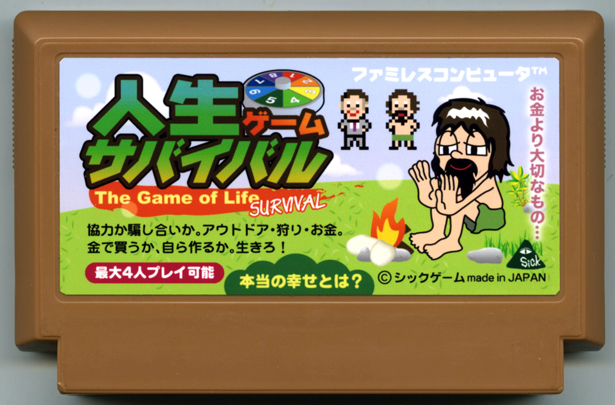 ファミレスコンピュータ™
人生ゲーム
サバイバル
The Game of Life
SURVIVAL
お金より大切なもの…
協力か騙し合いか。アウトドア・狩り・お金。
金で買うか、自ら作るか。生きろ！
最大4人プレイ可能
本当の幸せとは？
©シックゲーム made in JAPAN
Sick